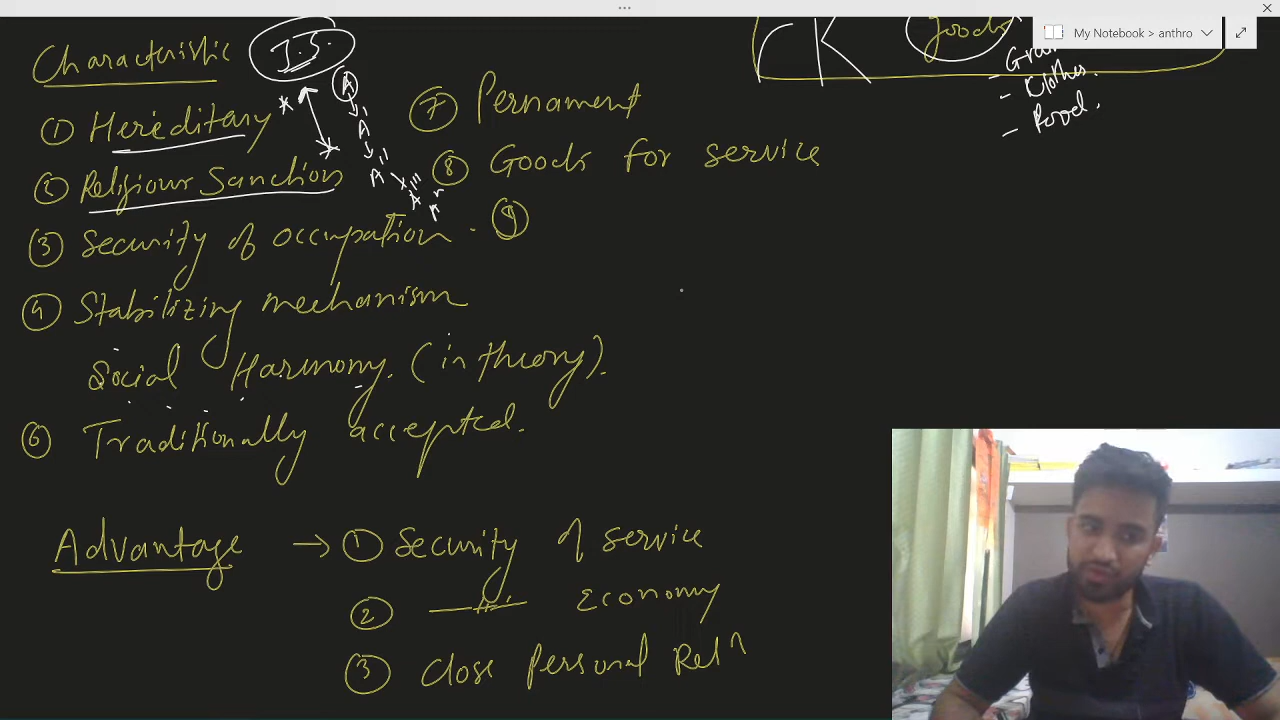 My Notebook > anthro
Characteristic J.S.
① Hereditary
② Religious Sanction
③ Security of occupation.
④ Stabilizing mechanism
Social Harmony. (in theory).
⑥ Traditionally accepted.
⑦ Pernament
⑧ Goods for service
⑨
A
A"
A"
A
CK goods
- Clothes.
- Food.
Advantage → ① Security of service
② —〃— Economy
③ Close Personal Relⁿ